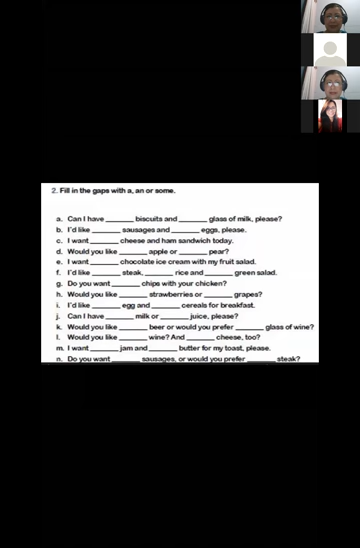 2. Fill in the gaps with a, an or some.
a. Can I have _______ biscuits and _______ glass of milk, please?
b. I'd like _______ sausages and _______ eggs, please.
c. I want _______ cheese and ham sandwich today.
d. Would you like _______ apple or _______ pear?
e. I want _______ chocolate ice cream with my fruit salad.
f. I'd like _______ steak, _______ rice and _______ green salad.
g. Do you want _______ chips with your chicken?
h. Would you like _______ strawberries or _______ grapes?
i. I'd like _______ egg and _______ cereals for breakfast.
j. Can I have _______ milk or _______ juice, please?
k. Would you like _______ beer or would you prefer _______ glass of wine?
l. Would you like _______ wine? And _______ cheese, too?
m. I want _______ jam and _______ butter for my toast, please.
n. Do you want _______ sausages, or would you prefer _______ steak?